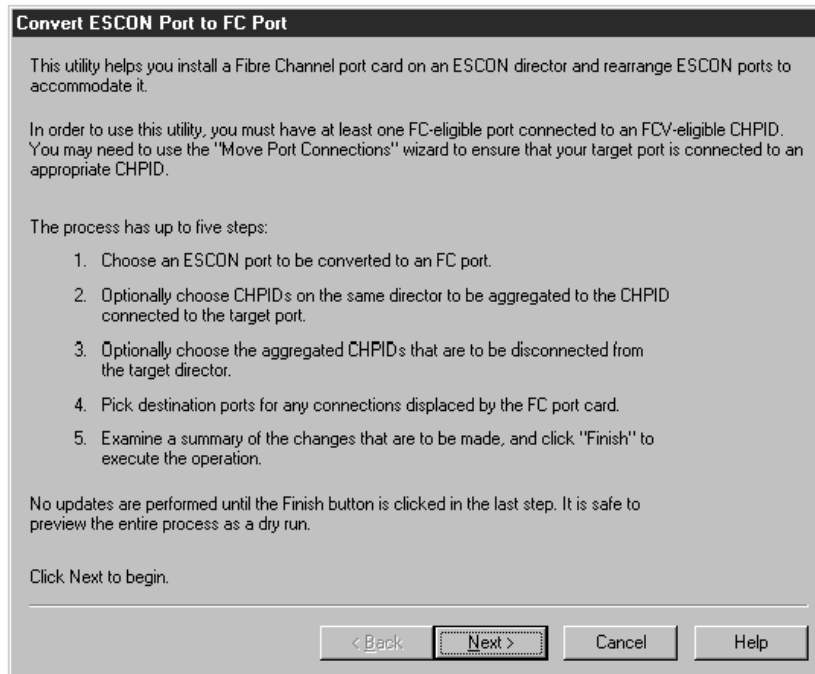 Convert ESCON Port to FC Port
This utility helps you install a Fibre Channel port card on an ESCON director and rearrange ESCON ports to
accommodate it.
In order to use this utility, you must have at least one FC-eligible port connected to an FCV-eligible CHPID.
You may need to use the "Move Port Connections" wizard to ensure that your target port is connected to an
appropriate CHPID.
The process has up to five steps:
1. Choose an ESCON port to be converted to an FC port.
2. Optionally choose CHPIDs on the same director to be aggregated to the CHPID
connected to the target port.
3. Optionally choose the aggregated CHPIDs that are to be disconnected from
the target director.
4. Pick destination ports for any connections displaced by the FC port card.
5. Examine a summary of the changes that are to be made, and click "Finish" to
execute the operation.
No updates are performed until the Finish button is clicked in the last step. It is safe to
preview the entire process as a dry run.
Click Next to begin.
< Back Next > Cancel Help